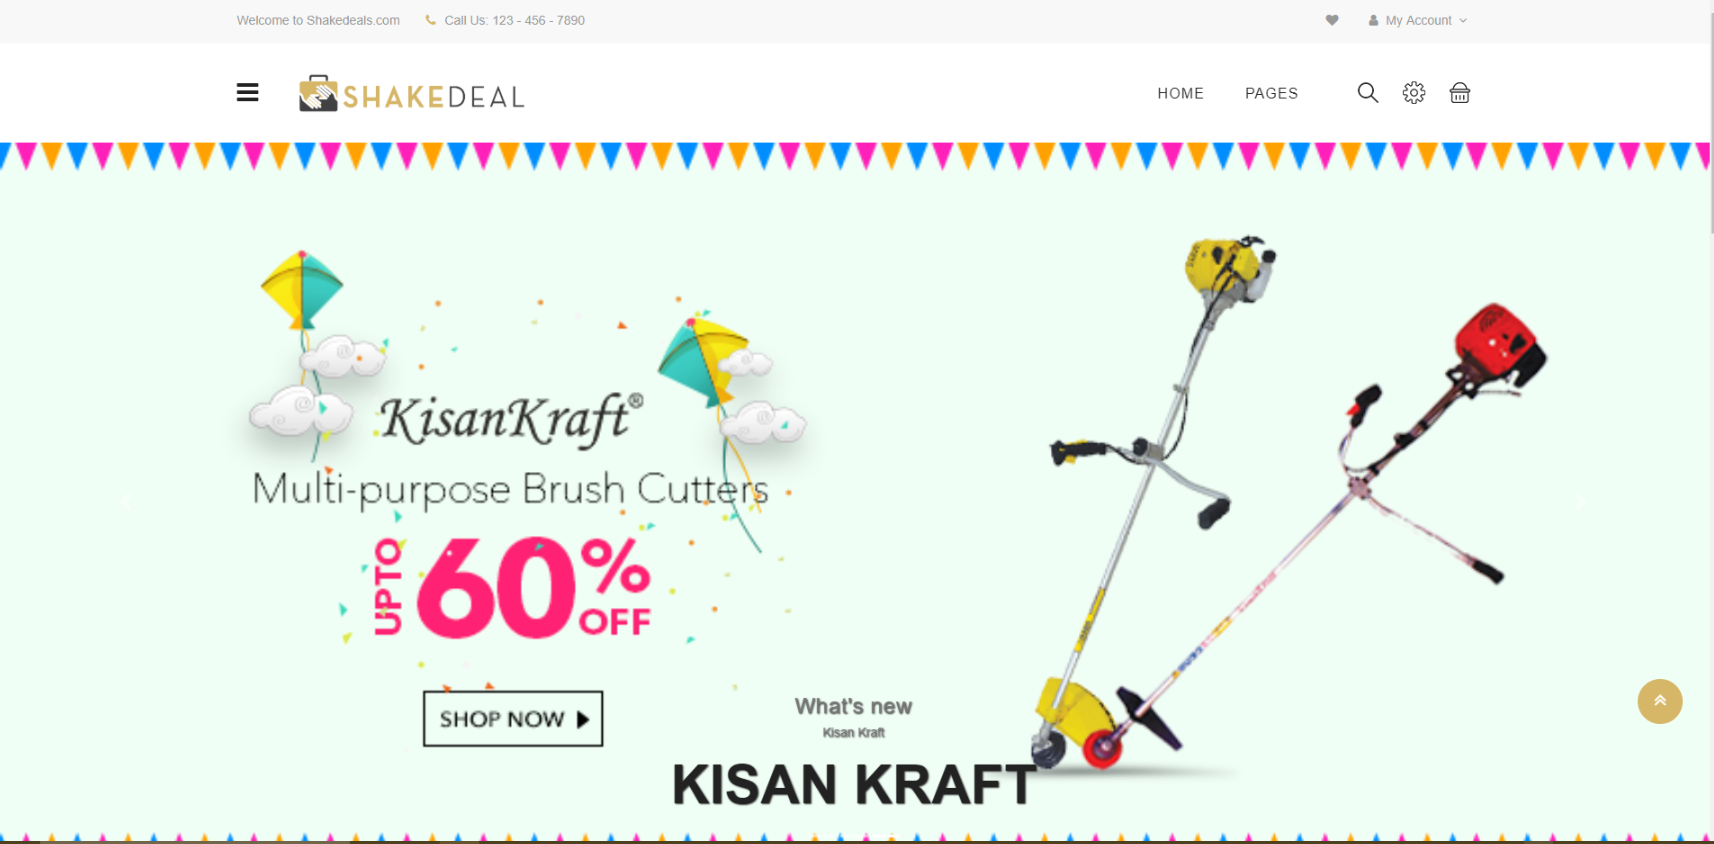 Welcome to Shakedeals.com
Call Us: 123 - 456 - 7890
My Account
SHAKEDEAL
HOME
PAGES
KisanKraft®
Multi-purpose Brush Cutters
UPTO 60% OFF
SHOP NOW
What's new
Kisan Kraft
KISAN KRAFT